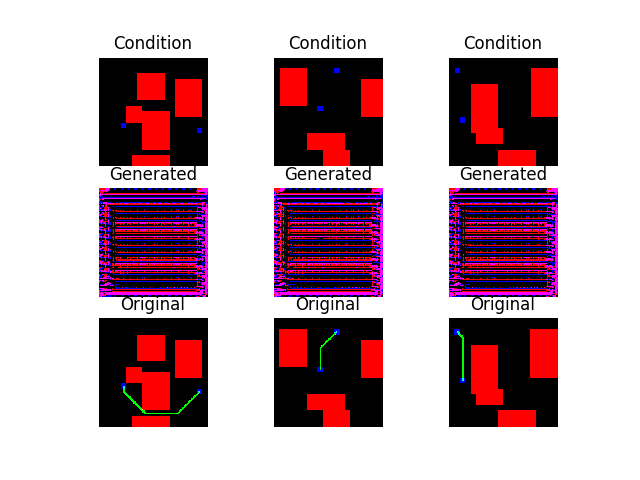 Condition Condition Condition
Generated Generated Generated
Original Original Original